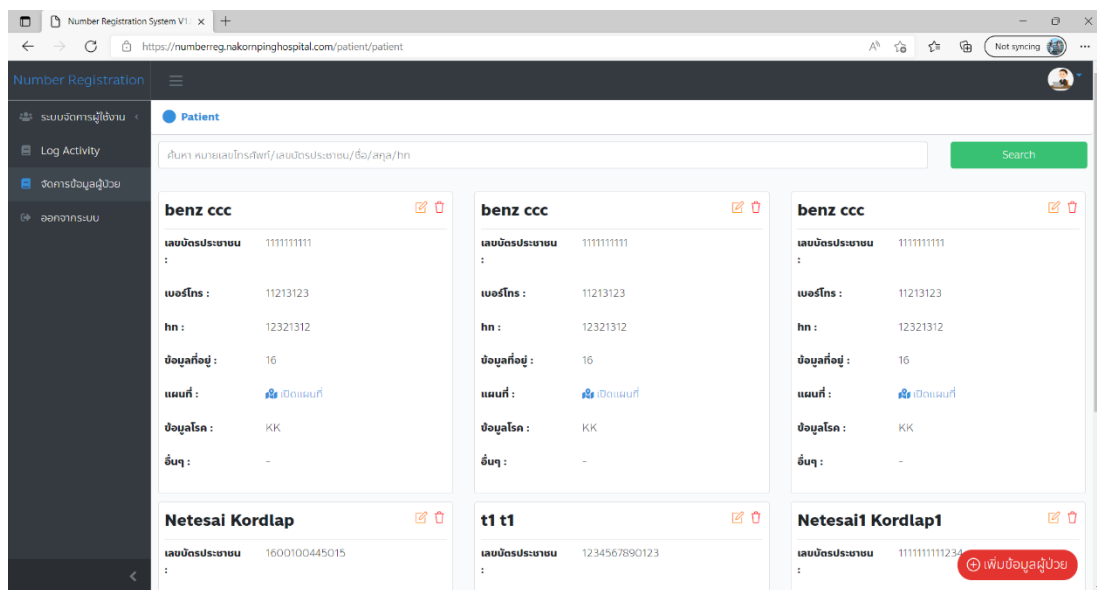 Number Registration System V1.
https://numberreg.nakornpinghospital.com/patient/patient
Not syncing
Number Registration
ระบบจัดการผู้ใช้งาน
Log Activity
จัดการข้อมูลผู้ป่วย
ออกจากระบบ
Patient
ค้นหา หมายเลขโทรศัพท์/เลขบัตรประชาชน/ชื่อ/สกุล/hn
Search
benz ccc
เลขบัตรประชาชน : 1111111111
เบอร์โทร : 11213123
hn : 12321312
ข้อมูลที่อยู่ : 16
แผนที่ : เปิดแผนที่
ข้อมูลโรค : KK
อื่นๆ : -
benz ccc
เลขบัตรประชาชน : 1111111111
เบอร์โทร : 11213123
hn : 12321312
ข้อมูลที่อยู่ : 16
แผนที่ : เปิดแผนที่
ข้อมูลโรค : KK
อื่นๆ : -
benz ccc
เลขบัตรประชาชน : 1111111111
เบอร์โทร : 11213123
hn : 12321312
ข้อมูลที่อยู่ : 16
แผนที่ : เปิดแผนที่
ข้อมูลโรค : KK
อื่นๆ : -
Netesai Kordlap
เลขบัตรประชาชน : 1600100445015
t1 t1
เลขบัตรประชาชน : 1234567890123
Netesai1 Kordlap1
เลขบัตรประชาชน : 1111111111234
เพิ่มข้อมูลผู้ป่วย